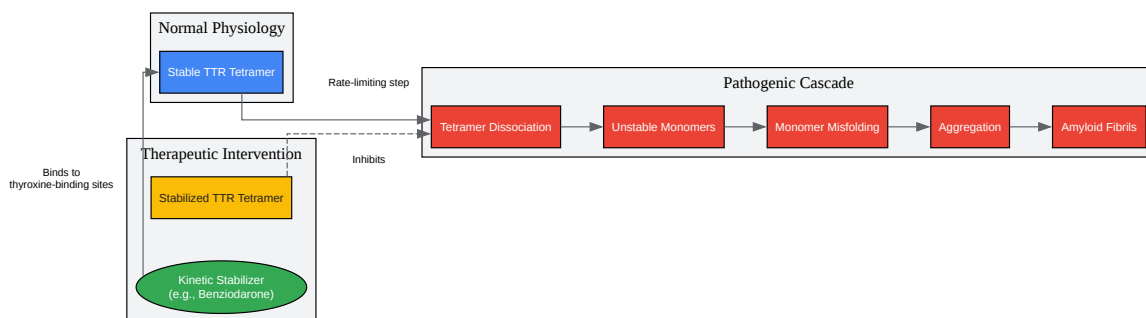 Normal Physiology
Stable TTR Tetramer
Rate-limiting step
Pathogenic Cascade
Tetramer Dissociation
Unstable Monomers
Monomer Misfolding
Aggregation
Amyloid Fibrils
Therapeutic Intervention
Inhibits
Binds to
thyroxine-binding sites
Stabilized TTR Tetramer
Kinetic Stabilizer
(e.g., Benziodarone)